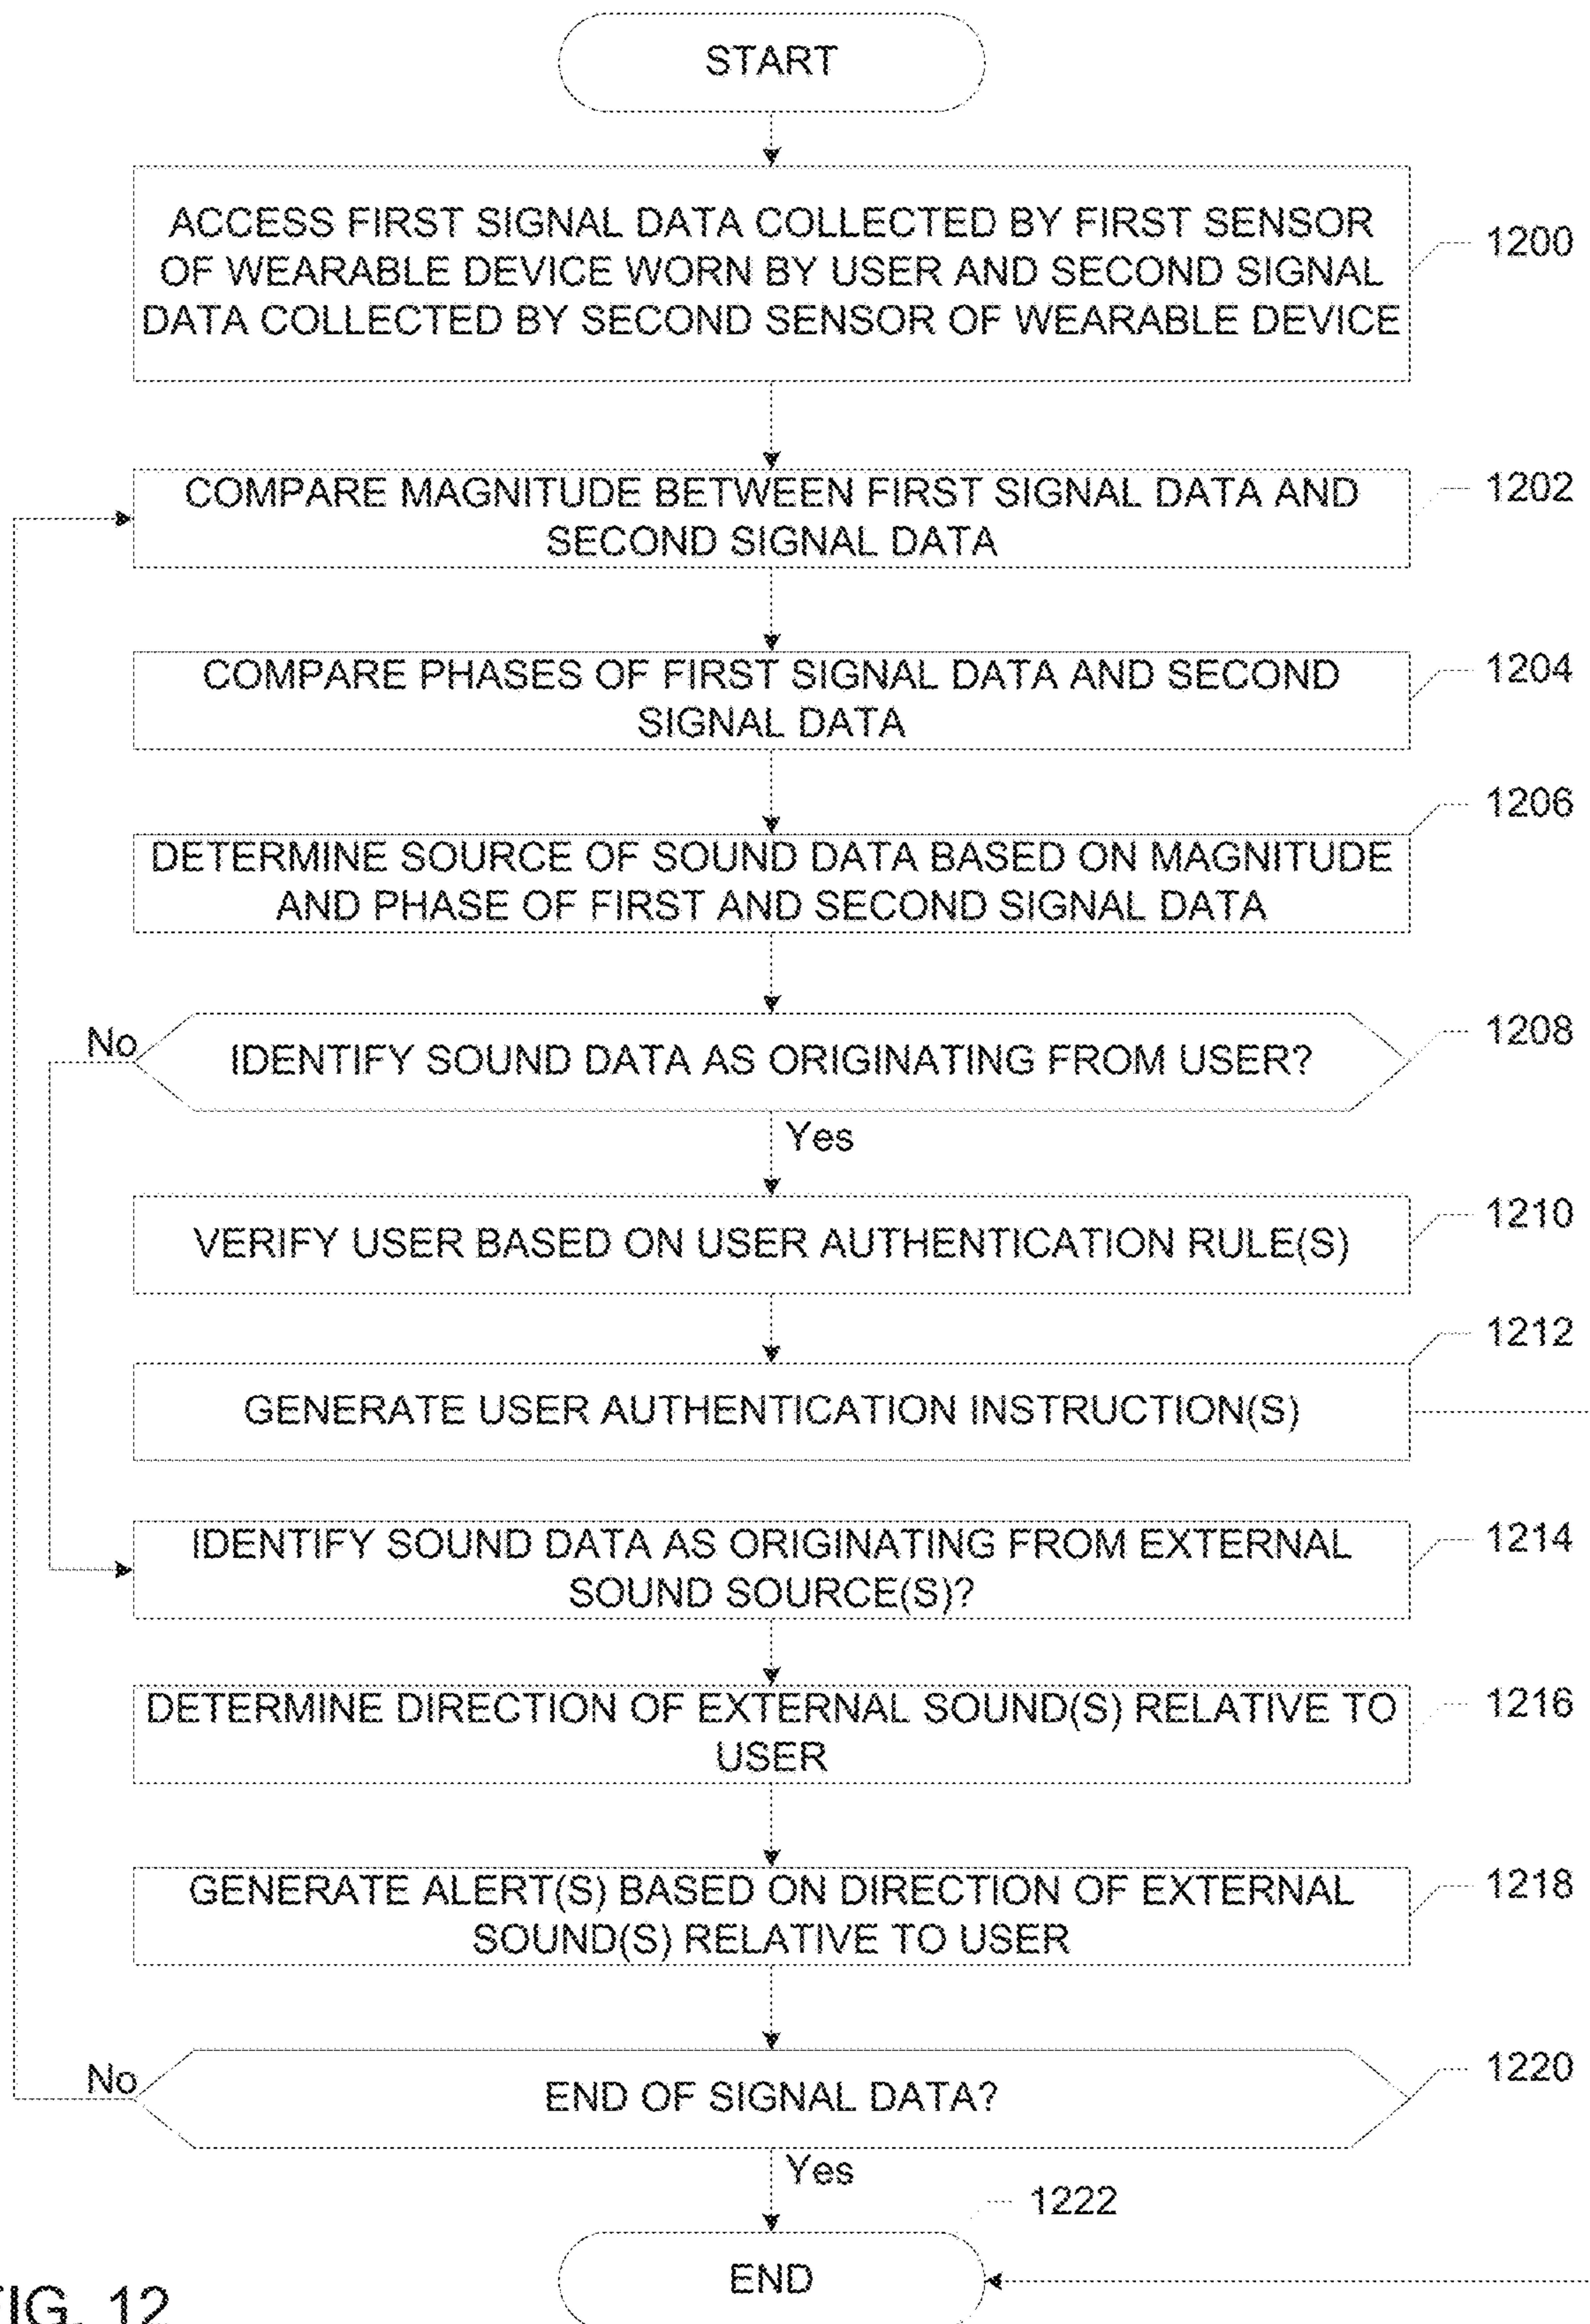 START
ACCESS FIRST SIGNAL DATA COLLECTED BY FIRST SENSOR
OF WEARABLE DEVICE WORN BY USER AND SECOND SIGNAL
DATA COLLECTED BY SECOND SENSOR OF WEARABLE DEVICE
1200
COMPARE MAGNITUDE BETWEEN FIRST SIGNAL DATA AND
SECOND SIGNAL DATA
1202
COMPARE PHASES OF FIRST SIGNAL DATA AND SECOND
SIGNAL DATA
1204
DETERMINE SOURCE OF SOUND DATA BASED ON MAGNITUDE
AND PHASE OF FIRST AND SECOND SIGNAL DATA
1206
No
IDENTIFY SOUND DATA AS ORIGINATING FROM USER?
1208
Yes
VERIFY USER BASED ON USER AUTHENTICATION RULE(S)
1210
GENERATE USER AUTHENTICATION INSTRUCTION(S)
1212
IDENTIFY SOUND DATA AS ORIGINATING FROM EXTERNAL
SOUND SOURCE(S)?
1214
DETERMINE DIRECTION OF EXTERNAL SOUND(S) RELATIVE TO
USER
1216
GENERATE ALERT(S) BASED ON DIRECTION OF EXTERNAL
SOUND(S) RELATIVE TO USER
1218
No
END OF SIGNAL DATA?
1220
Yes
1222
END
FIG. 12